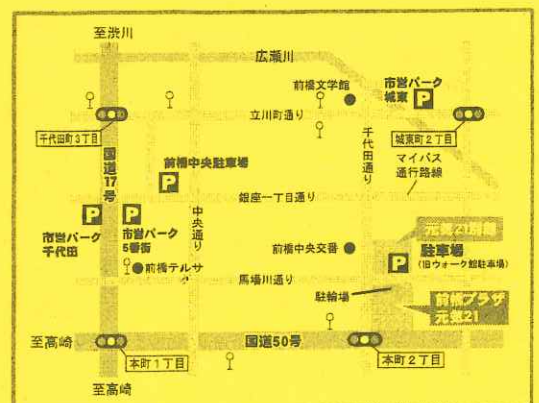 至渋川
広瀬川
前橋文学館
市営パーク
城東
P
立川町通り
千代田町3丁目
城東町2丁目
千代田通り
マイバス
通行路線
国道17号
前橋中央駐車場
P
銀座一丁目通り
中央通り
P
市営パーク
千代田
P
市営パーク
5番街
前橋テルサ
前橋中央交番
元気21別館
P
駐車場
(旧ウォーク館駐車場)
馬場川通り
駐輪場
前橋プラザ
元気21
至高崎
国道50号
本町1丁目
本町2丁目
至高崎